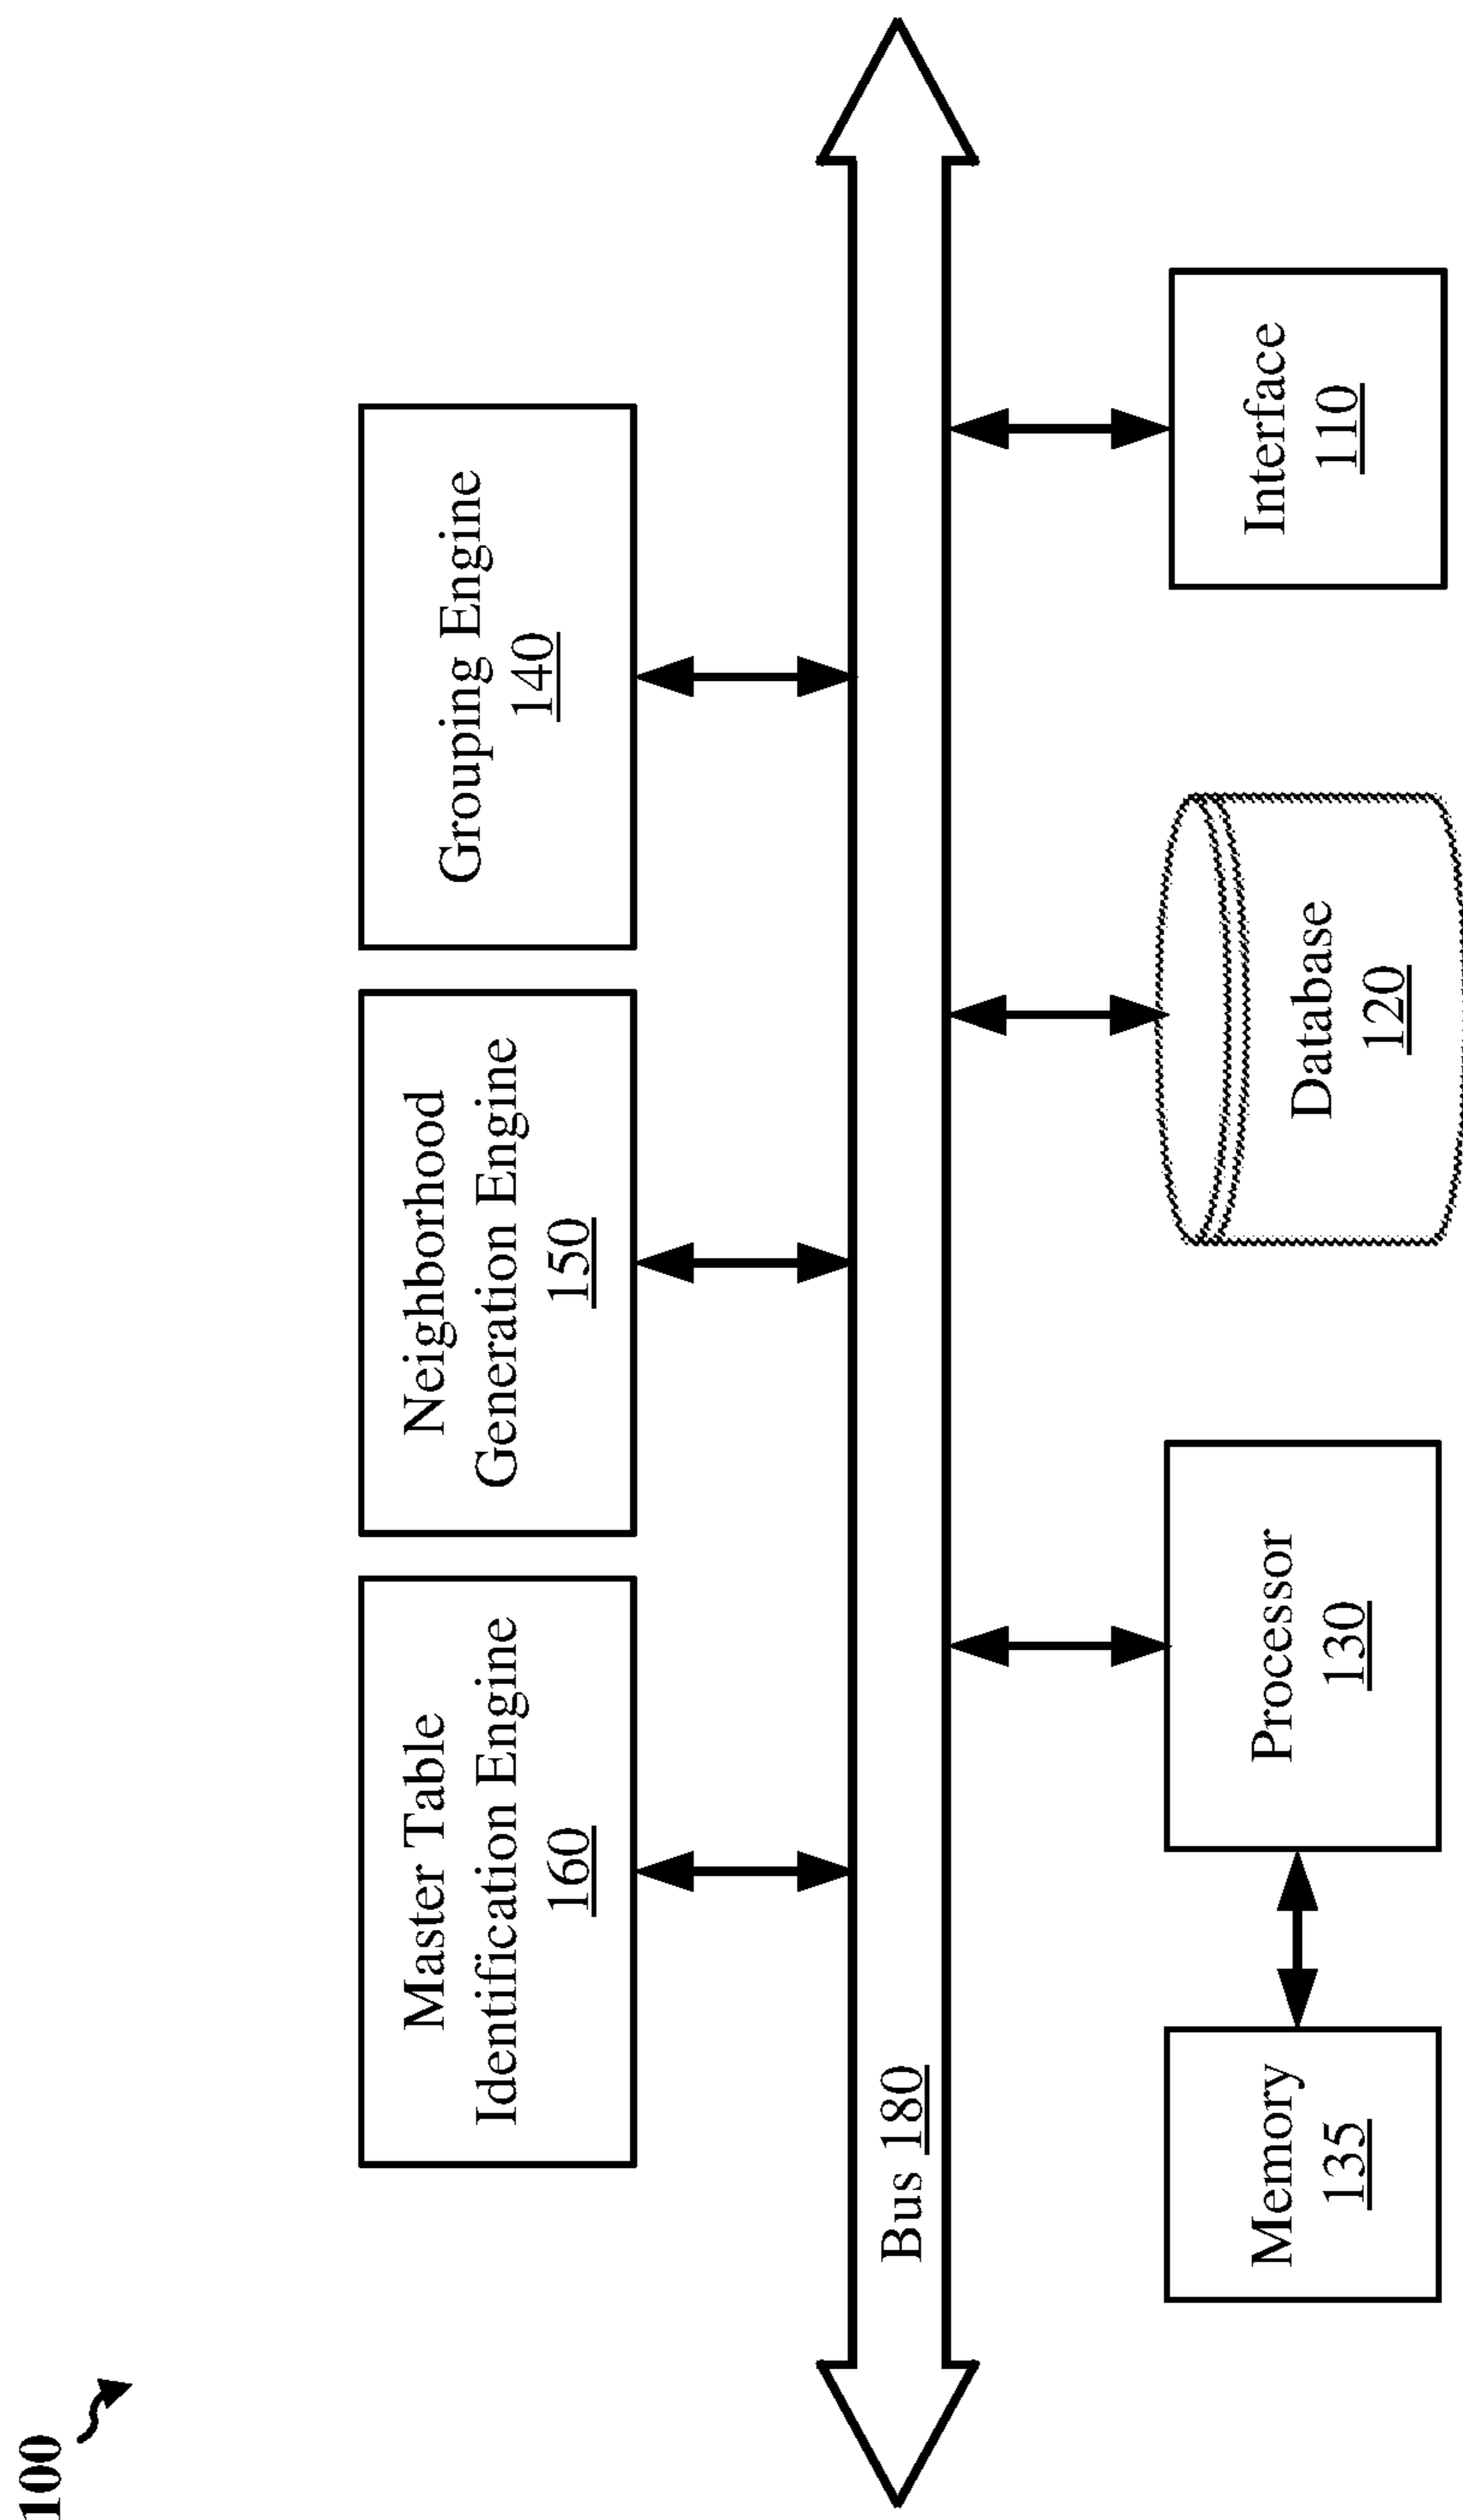 100
Master Table
Identification Engine
160
Neighborhood
Generation Engine
150
Grouping Engine
140
Bus 180
Memory
135
Processor
130
Database
120
Interface
110